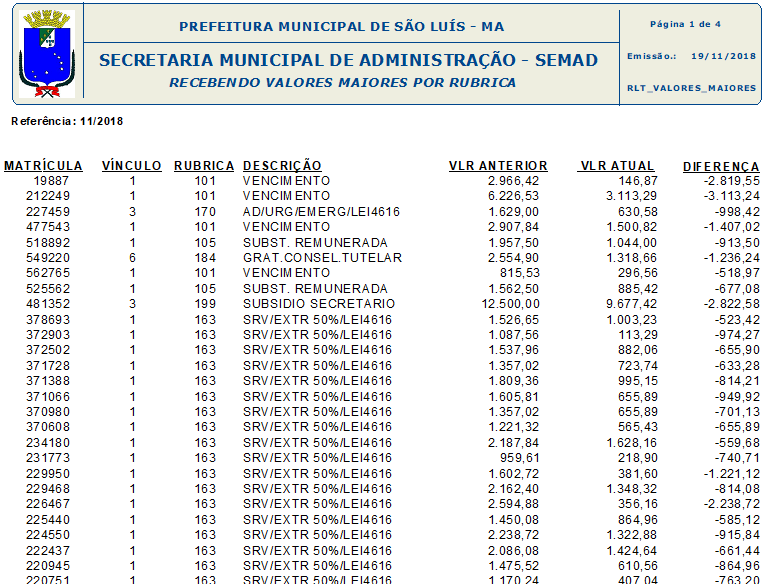 PREFEITURA MUNICIPAL DE SÃO LUÍS - MA
SECRETARIA MUNICIPAL DE ADMINISTRAÇÃO - SEMAD
RECEBENDO VALORES MAIORES POR RUBRICA
Página 1 de 4
Emissão.: 19/11/2018
RLT_VALORES_MAIORES
Referência: 11/2018
MATRÍCULA VÍNCULO RUBRICA DESCRIÇÃO VLR ANTERIOR VLR ATUAL DIFERENÇA
19887 1 101 VENCIMENTO 2.966,42 146,87 -2.819,55
212249 1 101 VENCIMENTO 6.226,53 3.113,29 -3.113,24
227459 3 170 AD/URG/EMERG/LEI4616 1.629,00 630,58 -998,42
477543 1 101 VENCIMENTO 2.907,84 1.500,82 -1.407,02
518892 1 105 SUBST. REMUNERADA 1.957,50 1.044,00 -913,50
549220 6 184 GRAT.CONSEL.TUTELAR 2.554,90 1.318,66 -1.236,24
562765 1 101 VENCIMENTO 815,53 296,56 -518,97
525562 1 105 SUBST. REMUNERADA 1.562,50 885,42 -677,08
481352 3 199 SUBSIDIO SECRETARIO 12.500,00 9.677,42 -2.822,58
378693 1 163 SRV/EXTR 50%/LEI4616 1.526,65 1.003,23 -523,42
372903 1 163 SRV/EXTR 50%/LEI4616 1.087,56 113,29 -974,27
372502 1 163 SRV/EXTR 50%/LEI4616 1.537,96 882,06 -655,90
371728 1 163 SRV/EXTR 50%/LEI4616 1.357,02 723,74 -633,28
371388 1 163 SRV/EXTR 50%/LEI4616 1.809,36 995,15 -814,21
371066 1 163 SRV/EXTR 50%/LEI4616 1.605,81 655,89 -949,92
370980 1 163 SRV/EXTR 50%/LEI4616 1.357,02 655,89 -701,13
370608 1 163 SRV/EXTR 50%/LEI4616 1.221,32 565,43 -655,89
234180 1 163 SRV/EXTR 50%/LEI4616 2.187,84 1.628,16 -559,68
231773 1 163 SRV/EXTR 50%/LEI4616 959,61 218,90 -740,71
229950 1 163 SRV/EXTR 50%/LEI4616 1.602,72 381,60 -1.221,12
229468 1 163 SRV/EXTR 50%/LEI4616 2.162,40 1.348,32 -814,08
226467 1 163 SRV/EXTR 50%/LEI4616 2.594,88 356,16 -2.238,72
225440 1 163 SRV/EXTR 50%/LEI4616 1.450,08 864,96 -585,12
224550 1 163 SRV/EXTR 50%/LEI4616 2.238,72 1.322,88 -915,84
222437 1 163 SRV/EXTR 50%/LEI4616 2.086,08 1.424,64 -661,44
220945 1 163 SRV/EXTR 50%/LEI4616 1.475,52 610,56 -864,96
220751 1 163 SRV/EXTR 50%/LEI4616 1.170,24 407,04 -763,20